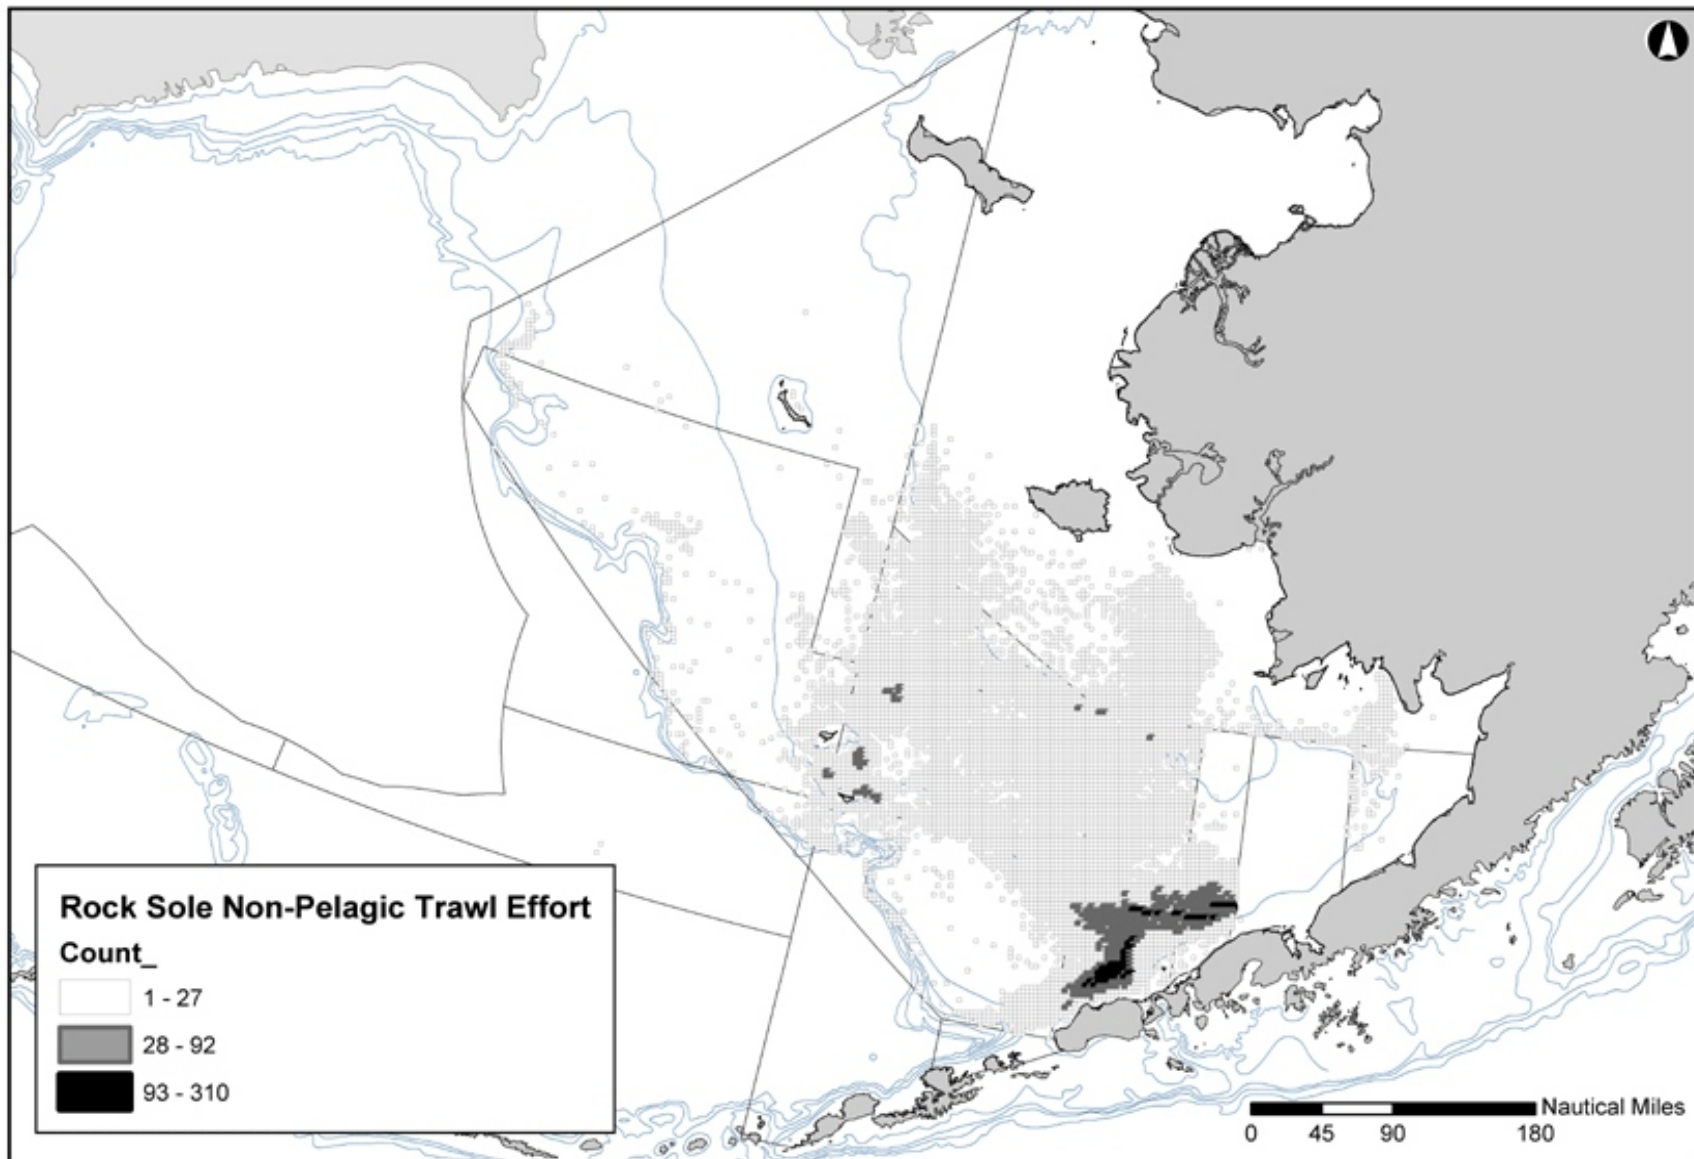 Rock Sole Non-Pelagic Trawl Effort
Count_
1 - 27
28 - 92
93 - 310
Nautical Miles
0 45 90 180